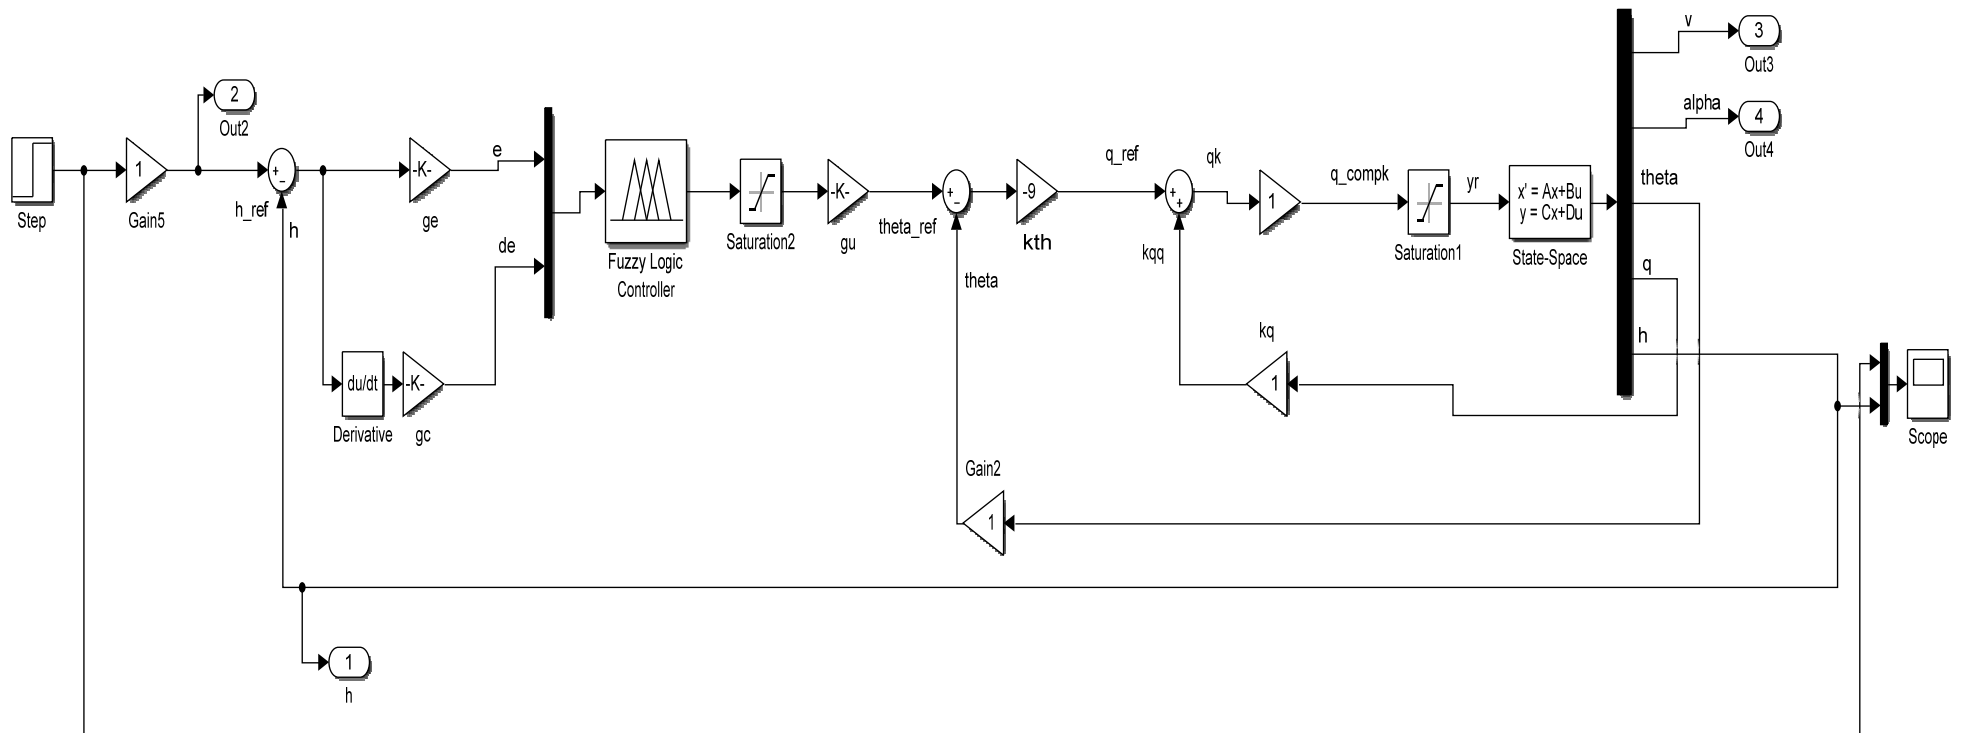 v
3
Out3
2
Out2
alpha
4
Out4
Step
1
Gain5
+
−
h_ref
h
-K-
ge
e
de
du/dt
Derivative
-K-
gc
Fuzzy Logic
Controller
Saturation2
-K-
gu
theta_ref
+
−
theta
-9
kth
q_ref
+
+
kqq
qk
1
q_compk
Saturation1
yr
x' = Ax+Bu
y = Cx+Du
State-Space
theta
q
h
kq
1
Gain2
1
Scope
1
h